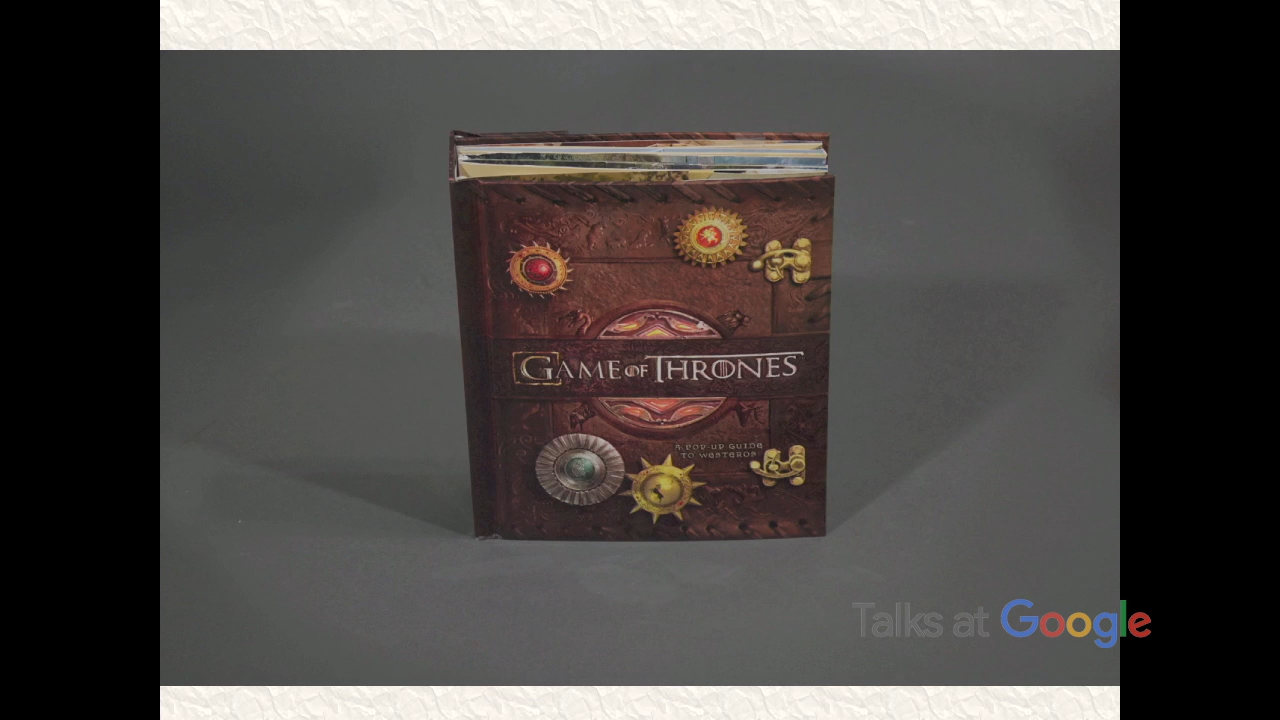 GAME OF THRONES
A POP-UP GUIDE
TO WESTEROS
Talks at Google